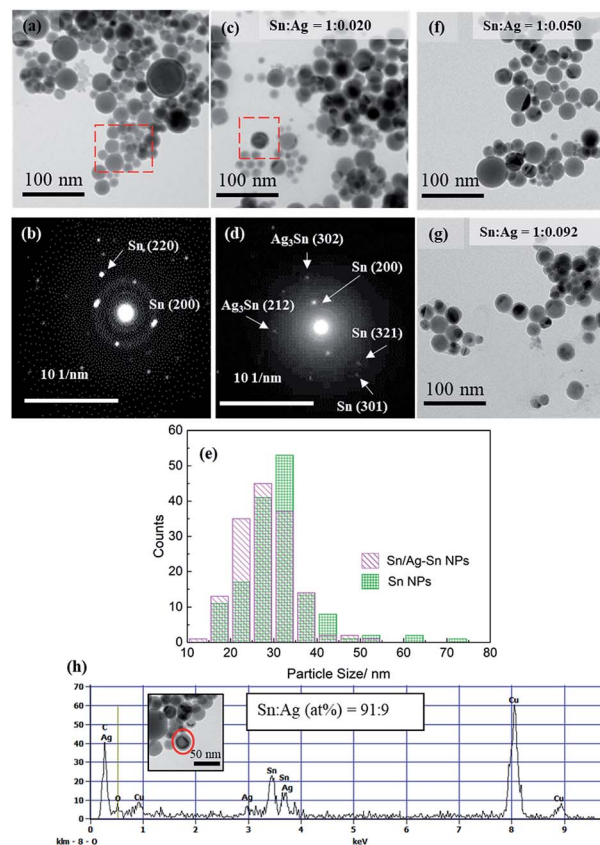 (a)
(c)
Sn:Ag = 1:0.020
(f)
Sn:Ag = 1:0.050
100 nm
100 nm
100 nm
(b)
Sn (220)
Sn (200)
10 1/nm
(d)
Ag3Sn (302)
Sn (200)
Ag3Sn (212)
Sn (321)
Sn (301)
10 1/nm
(g)
Sn:Ag = 1:0.092
100 nm
(e)
60
50
40
30
20
10
0
Counts
Sn/Ag-Sn NPs
Sn NPs
10 20 30 40 50 60 70 80
Particle Size/ nm
(h)
Sn:Ag (at%) = 91:9
50 nm
70
60
50
40
30
20
10
0
C
Ag
O
Cu
Ag
Sn
Sn
Ag
Cu
Cu
0 1 2 3 4 5 6 7 8 9
klm - 8 - O
keV